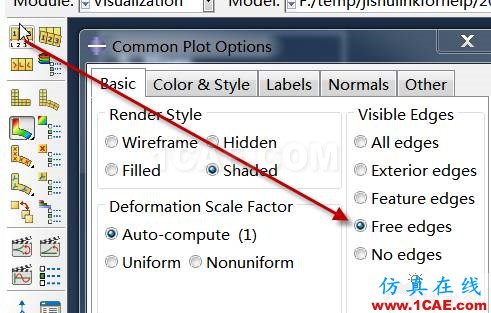 Module: Visualization Model: F:/temp/jishulinkforhelp/20
Common Plot Options
Basic Color & Style Labels Normals Other
Render Style
Wireframe Hidden
Filled Shaded
Deformation Scale Factor
Auto-compute (1)
Uniform Nonuniform
Visible Edges
All edges
Exterior edges
Feature edges
Free edges
No edges
1CAE.COM
仿真在线
www.1CAE.com